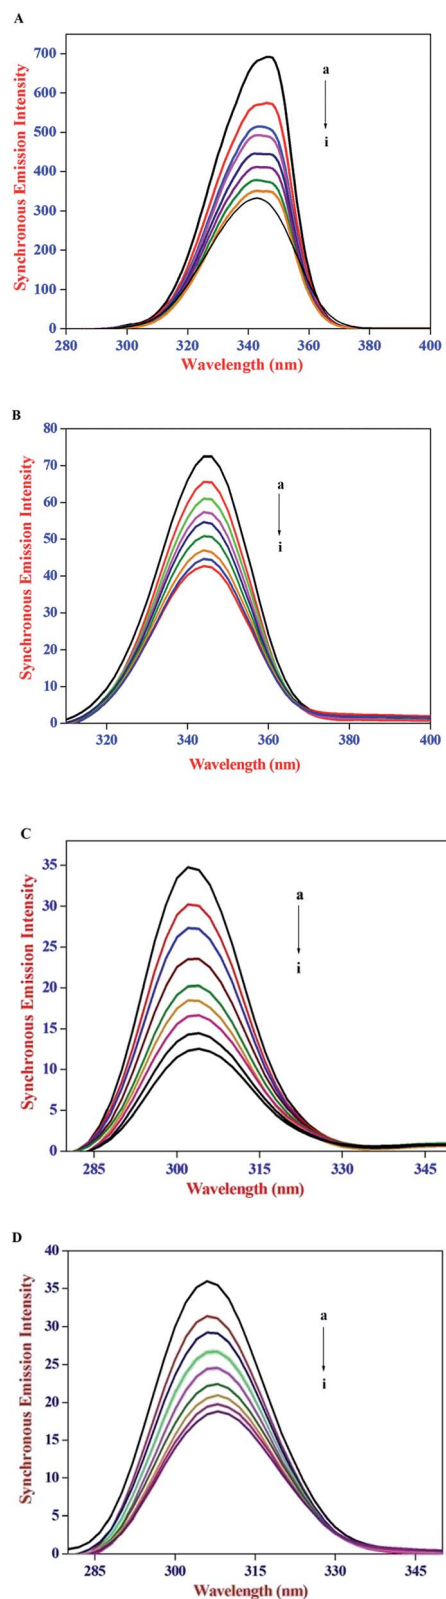 A
Synchronous Emission Intensity
700
600
500
400
300
200
100
0
a
i
280 300 320 340 360 380 400
Wavelength (nm)
B
Synchronous Emission Intensity
80
70
60
50
40
30
20
10
0
a
i
320 340 360 380 400
Wavelength (nm)
C
Synchronous Emission Intensity
35
30
25
20
15
10
5
0
a
i
285 300 315 330 345
Wavelength (nm)
D
Synchronous Emission Intensity
40
35
30
25
20
15
10
5
0
a
i
285 300 315 330 345
Wavelength (nm)